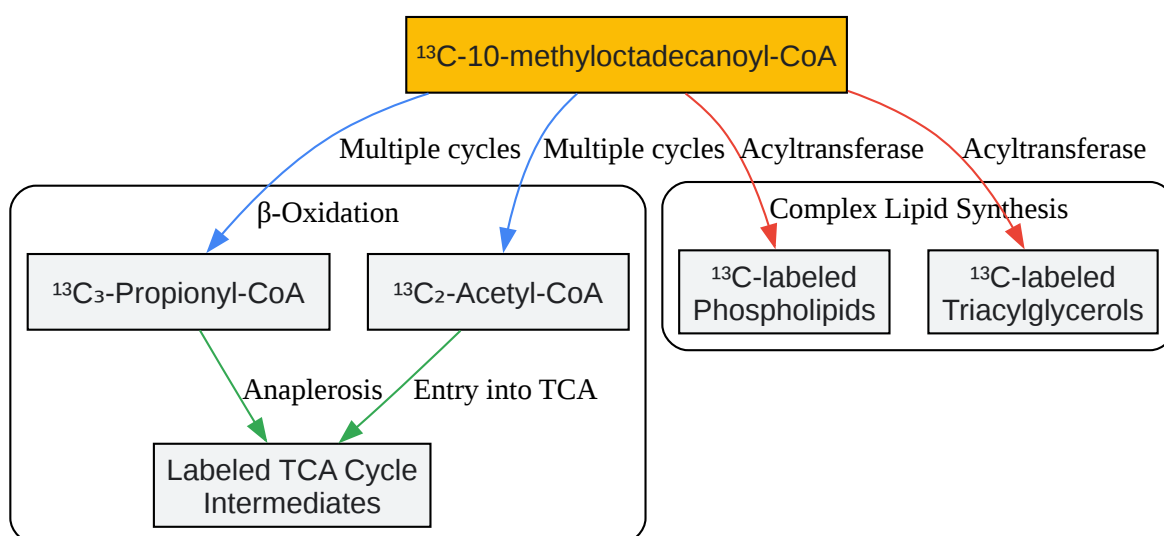 ¹³C-10-methyloctadecanoyl-CoA
Multiple cycles
Multiple cycles
Acyltransferase
Acyltransferase
β-Oxidation
Complex Lipid Synthesis
¹³C₃-Propionyl-CoA
¹³C₂-Acetyl-CoA
¹³C-labeled
Phospholipids
¹³C-labeled
Triacylglycerols
Anaplerosis
Entry into TCA
Labeled TCA Cycle
Intermediates